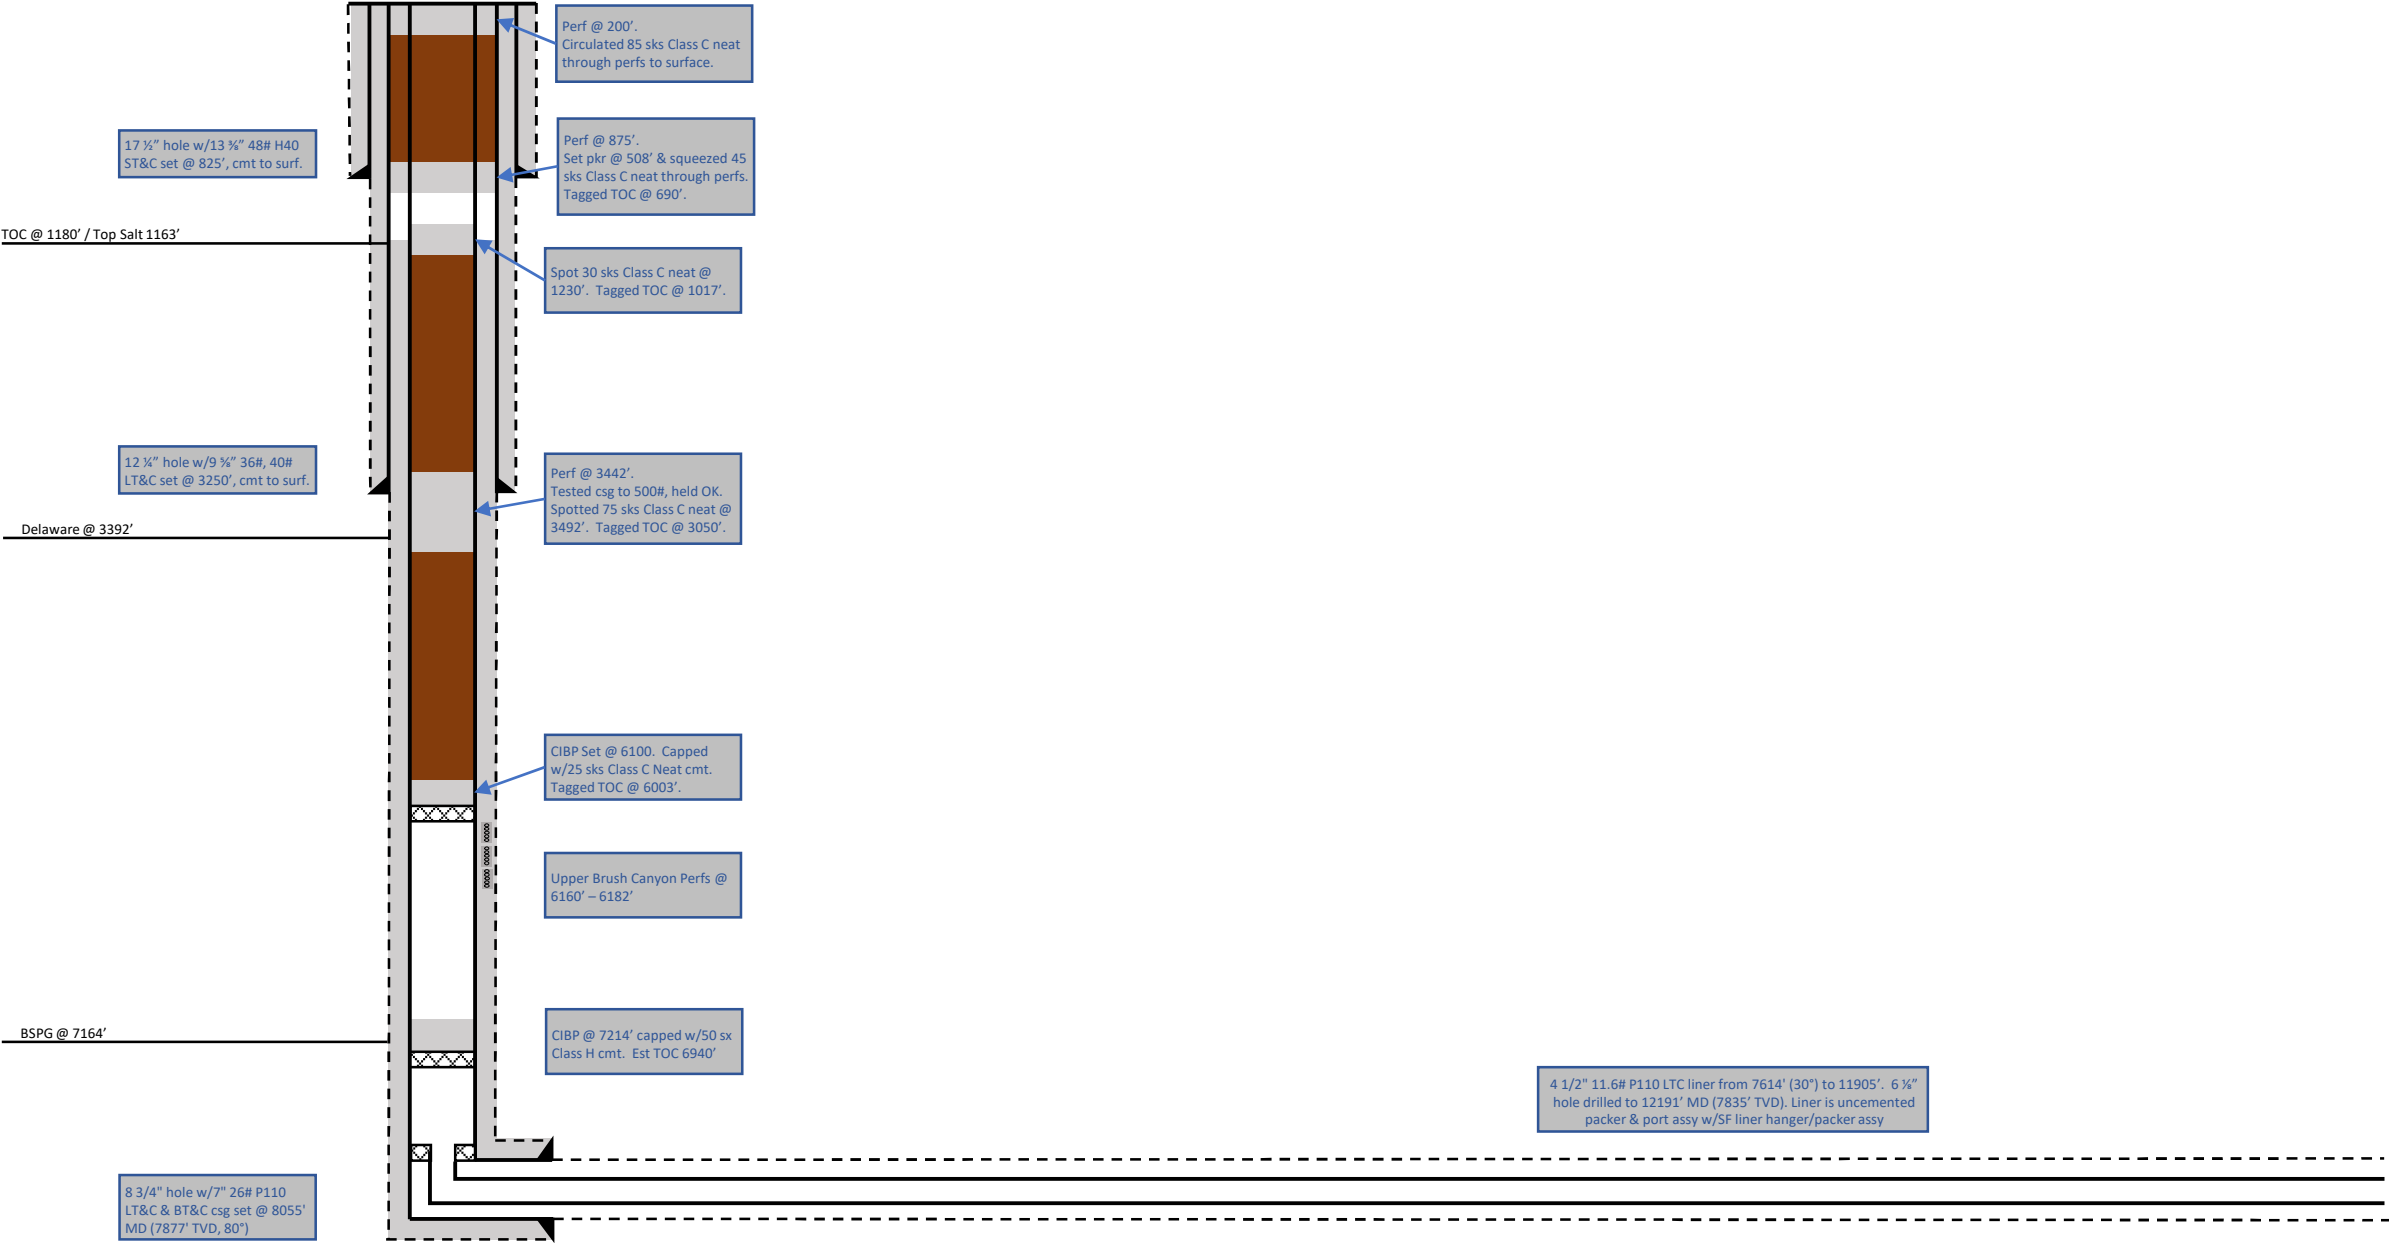 Perf @ 200’.
Circulated 85 sks Class C neat
through perfs to surface.
17 ½” hole w/13 ⅜” 48# H40
ST&C set @ 825’, cmt to surf.
Perf @ 875’.
Set pkr @ 508’ & squeezed 45
sks Class C neat through perfs.
Tagged TOC @ 690’.
TOC @ 1180’ / Top Salt 1163’
Spot 30 sks Class C neat @
1230’.  Tagged TOC @ 1017’.
12 ¼” hole w/9 ⅝” 36#, 40#
LT&C set @ 3250’, cmt to surf.
Perf @ 3442’.
Tested csg to 500#, held OK.
Spotted 75 sks Class C neat @
3492’.  Tagged TOC @ 3050’.
Delaware @ 3392’
CIBP Set @ 6100.  Capped
w/25 sks Class C Neat cmt.
Tagged TOC @ 6003’.
Upper Brush Canyon Perfs @
6160’ – 6182’
BSPG @ 7164’
CIBP @ 7214’ capped w/50 sx
Class H cmt.  Est TOC 6940’
4 1/2" 11.6# P110 LTC liner from 7614' (30°) to 11905’.  6 ⅛”
hole drilled to 12191’ MD (7835’ TVD). Liner is uncemented
packer & port assy w/SF liner hanger/packer assy
8 3/4" hole w/7" 26# P110
LT&C & BT&C csg set @ 8055'
MD (7877' TVD, 80°)